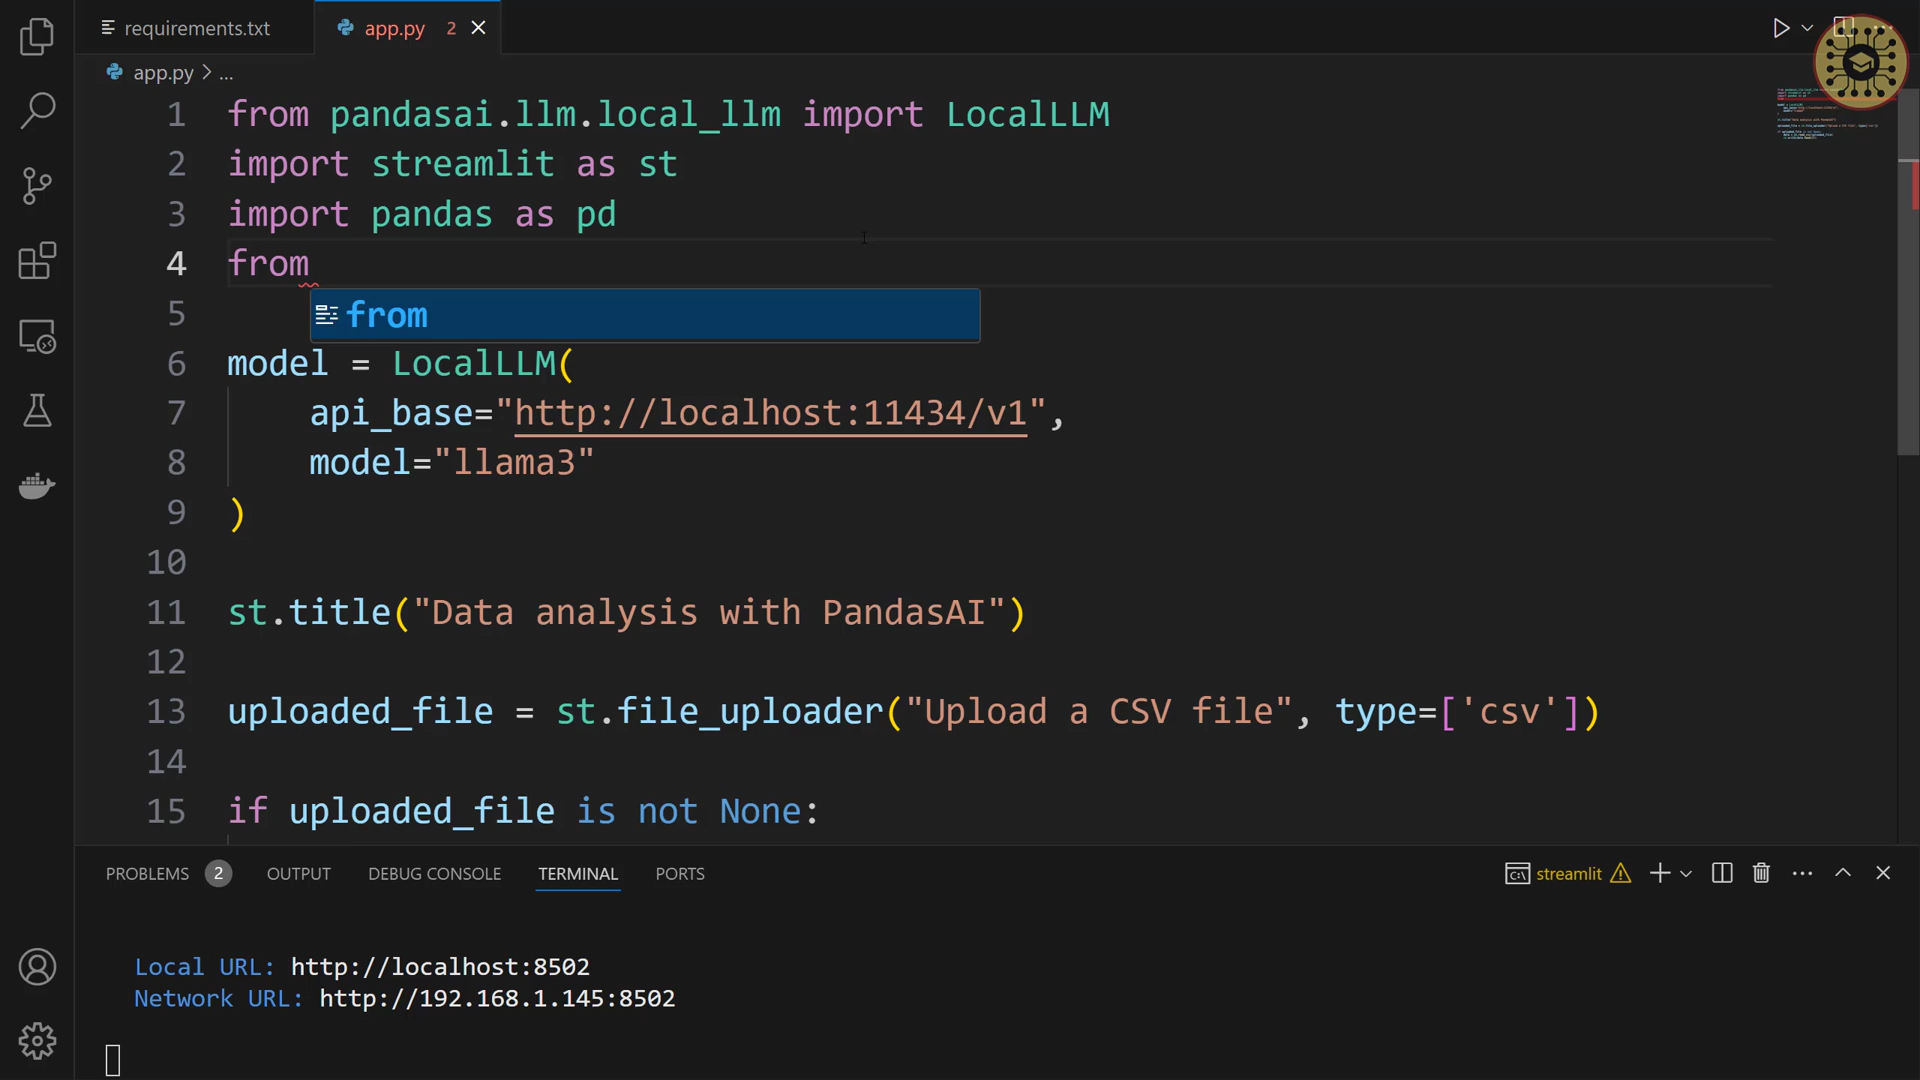 requirements.txt
app.py 2
app.py > ...
1 from pandasai.llm.local_llm import LocalLLM
2 import streamlit as st
3 import pandas as pd
4 from
5
from
6 model = LocalLLM(
7 api_base="http://localhost:11434/v1",
8 model="llama3"
9 )
10
11 st.title("Data analysis with PandasAI")
12
13 uploaded_file = st.file_uploader("Upload a CSV file", type=['csv'])
14
15 if uploaded_file is not None:
PROBLEMS 2 OUTPUT DEBUG CONSOLE TERMINAL PORTS streamlit
Local URL: http://localhost:8502
Network URL: http://192.168.1.145:8502